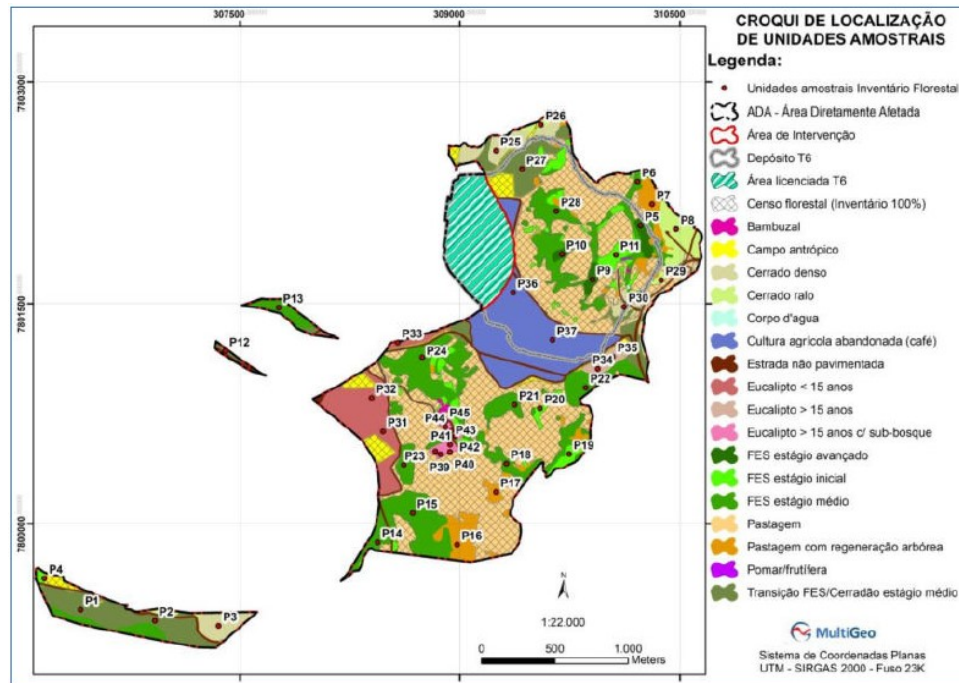 307500
309000
310500
7803000
7801500
7800000
CROQUI DE LOCALIZAÇÃO
DE UNIDADES AMOSTRAIS
Legenda:
Unidades amostrais Inventário Florestal
ADA - Área Diretamente Afetada
Área de Intervenção
Depósito T6
Área licenciada T6
Censo florestal (Inventário 100%)
Bambuzal
Campo antrópico
Cerrado denso
Cerrado ralo
Corpo d'agua
Cultura agrícola abandonada (café)
Estrada não pavimentada
Eucalipto < 15 anos
Eucalipto > 15 anos
Eucalipto > 15 anos c/ sub-bosque
FES estágio avançado
FES estágio inicial
FES estágio médio
Pastagem
Pastagem com regeneração arbórea
Pomar/frutífera
Transição FES/Cerradão estágio médio
MultiGeo
Sistema de Coordenadas Planas
UTM - SIRGAS 2000 - Fuso 23K
P26
P25
P27
P6
P7
P28
P5
P8
P10
P11
P9
P29
P36
P30
P13
P37
P33
P35
P12
P24
P34
P22
P32
P21
P20
P45
P44
P43
P31
P41
P42
P23
P39
P40
P18
P19
P17
P15
P14
P16
P4
P1
P2
P3
N
1:22.000
0 500 1.000
Meters